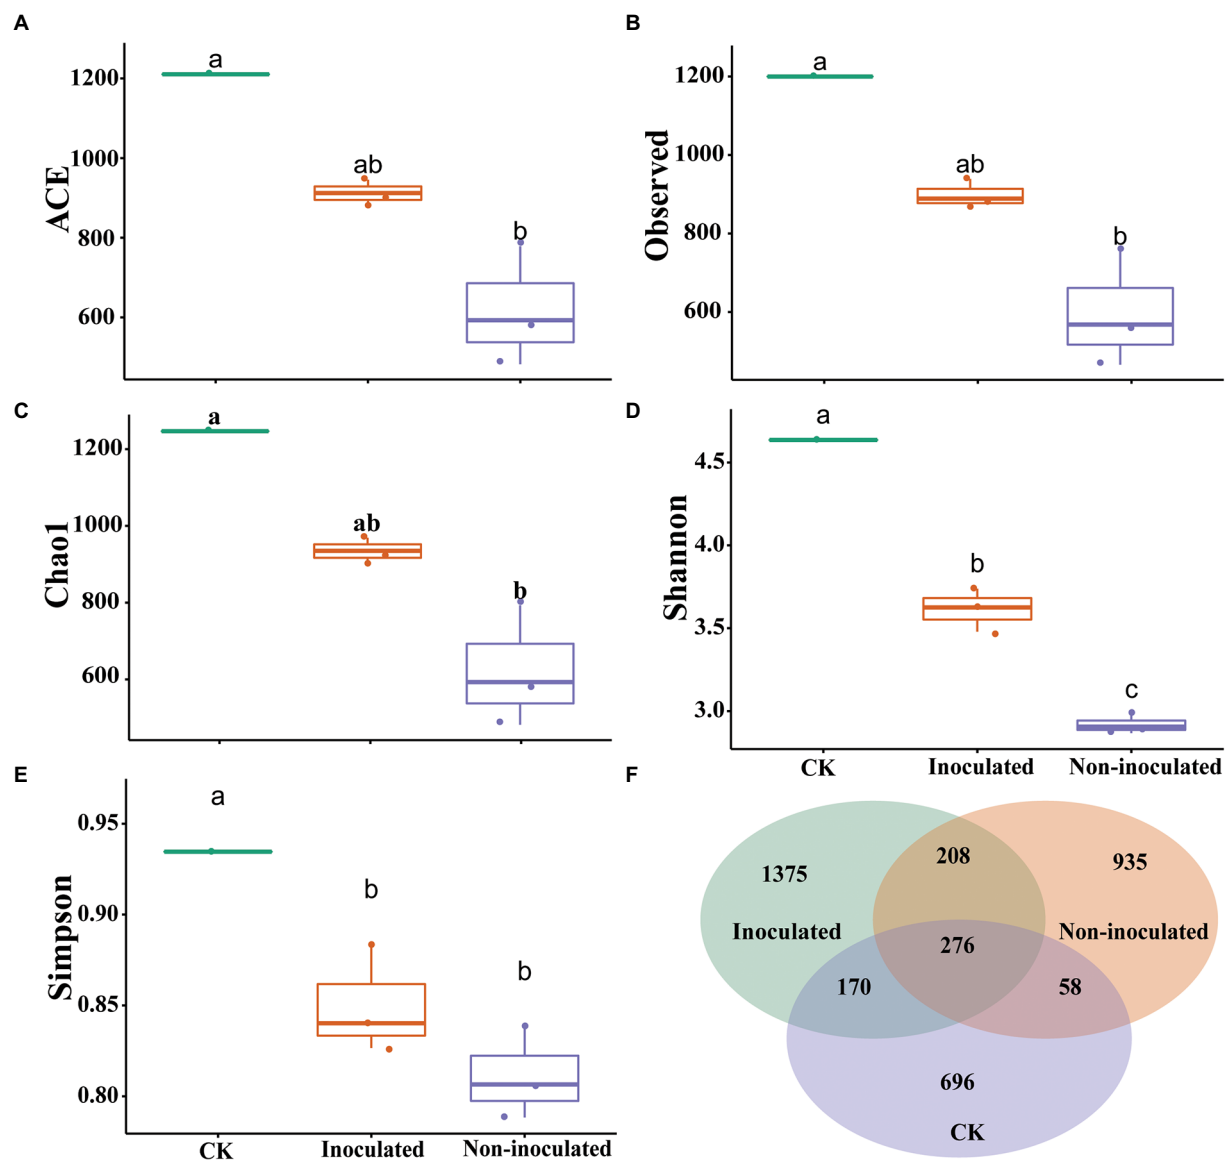 A
ACE
1200
1000
800
600
a
ab
b
B
Observed
1200
1000
800
600
a
ab
b
C
Chao1
1200
1000
800
600
a
ab
b
D
Shannon
4.5
4.0
3.5
3.0
a
b
c
CK Inoculated Non-inoculated
E
Simpson
0.95
0.90
0.85
0.80
a
b
b
CK Inoculated Non-inoculated
F
1375 208 935
Inoculated 276 Non-inoculated
170 58
696
CK